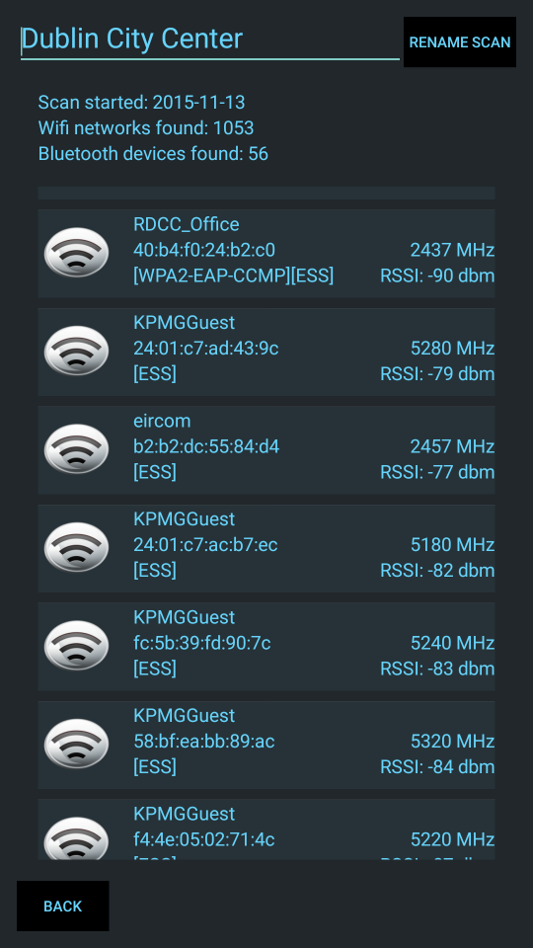 Dublin City Center
RENAME SCAN
Scan started: 2015-11-13
Wifi networks found: 1053
Bluetooth devices found: 56
RDCC_Office
40:b4:f0:24:b2:c0 2437 MHz
[WPA2-EAP-CCMP][ESS] RSSI: -90 dbm
KPMGGuest
24:01:c7:ad:43:9c 5280 MHz
[ESS] RSSI: -79 dbm
eircom
b2:b2:dc:55:84:d4 2457 MHz
[ESS] RSSI: -77 dbm
KPMGGuest
24:01:c7:ac:b7:ec 5180 MHz
[ESS] RSSI: -82 dbm
KPMGGuest
fc:5b:39:fd:90:7c 5240 MHz
[ESS] RSSI: -83 dbm
KPMGGuest
58:bf:ea:bb:89:ac 5320 MHz
[ESS] RSSI: -84 dbm
KPMGGuest
f4:4e:05:02:71:4c 5220 MHz
BACK